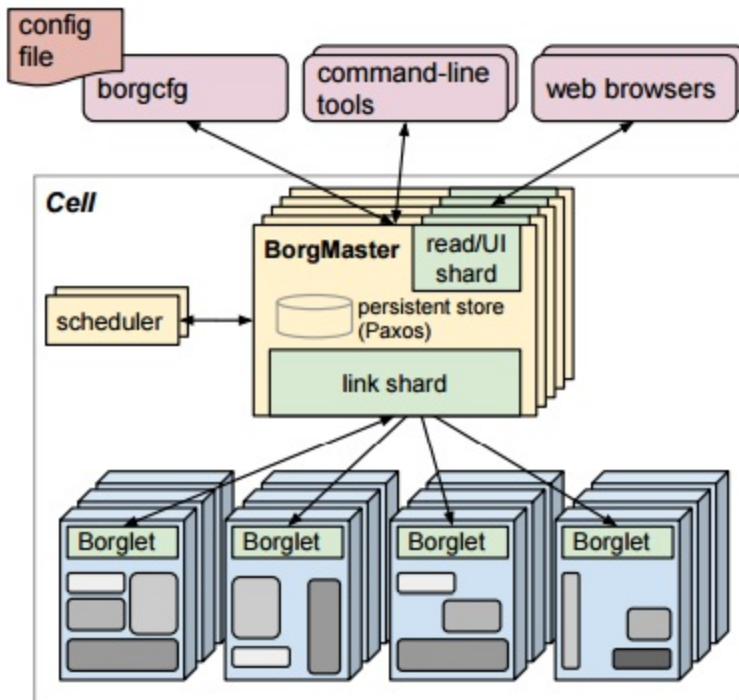 config
file
borgcfg
command-line
tools
web browsers
Cell
BorgMaster
read/UI
shard
persistent store
(Paxos)
scheduler
link shard
Borglet
Borglet
Borglet
Borglet